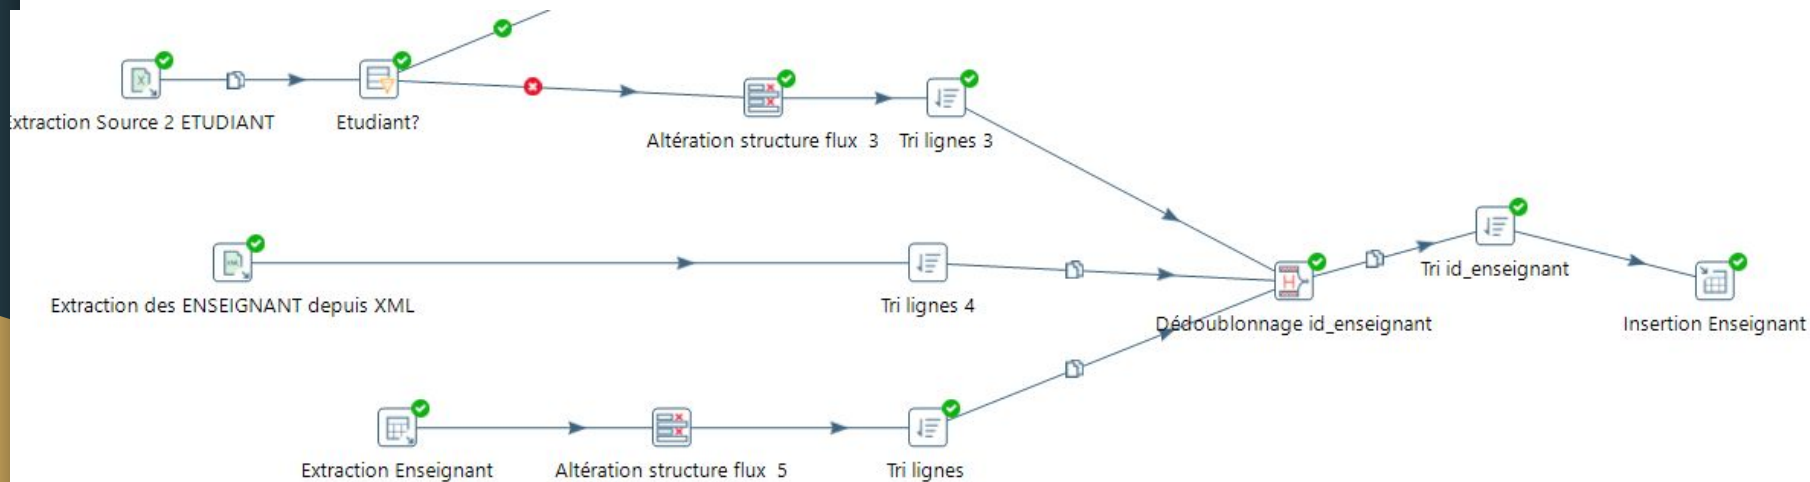 xtraction Source 2 ETUDIANT
Etudiant?
Altération structure flux 3
Tri lignes 3
Extraction des ENSEIGNANT depuis XML
Tri lignes 4
Dédoublonnage id_enseignant
Tri id_enseignant
Insertion Enseignant
Extraction Enseignant
Altération structure flux 5
Tri lignes